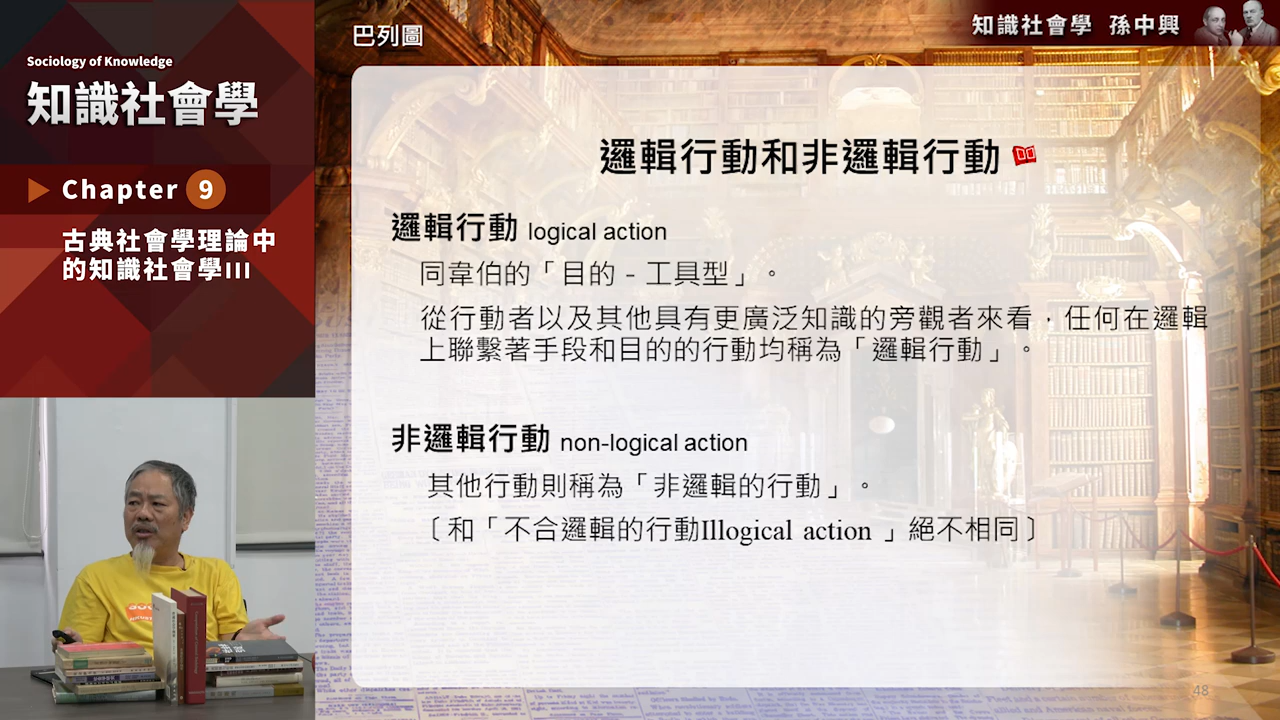 Sociology of Knowledge
知識社會學
Chapter 9
古典社會學理論中
的知識社會學III
巴列圖
知識社會學 孫中興
邏輯行動和非邏輯行動
邏輯行動 logical action
同韋伯的「目的－工具型」。
從行動者以及其他具有更廣泛知識的旁觀者來看，任何在邏輯
上聯繫著手段和目的的行動均稱為「邏輯行動」。
非邏輯行動 non-logical action
其他行動則稱為「非邏輯的行動」。
〔和「不合邏輯的行動Illogical action 」絕不相同〕
48